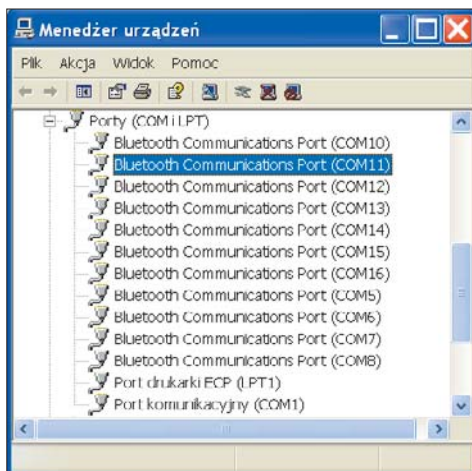 Menedżer urządzeń
Plik Akcja Widok Pomoc
Porty (COM i LPT)
Bluetooth Communications Port (COM10)
Bluetooth Communications Port (COM11)
Bluetooth Communications Port (COM12)
Bluetooth Communications Port (COM13)
Bluetooth Communications Port (COM14)
Bluetooth Communications Port (COM15)
Bluetooth Communications Port (COM16)
Bluetooth Communications Port (COM5)
Bluetooth Communications Port (COM6)
Bluetooth Communications Port (COM7)
Bluetooth Communications Port (COM8)
Port drukarki ECP (LPT1)
Port komunikacyjny (COM1)